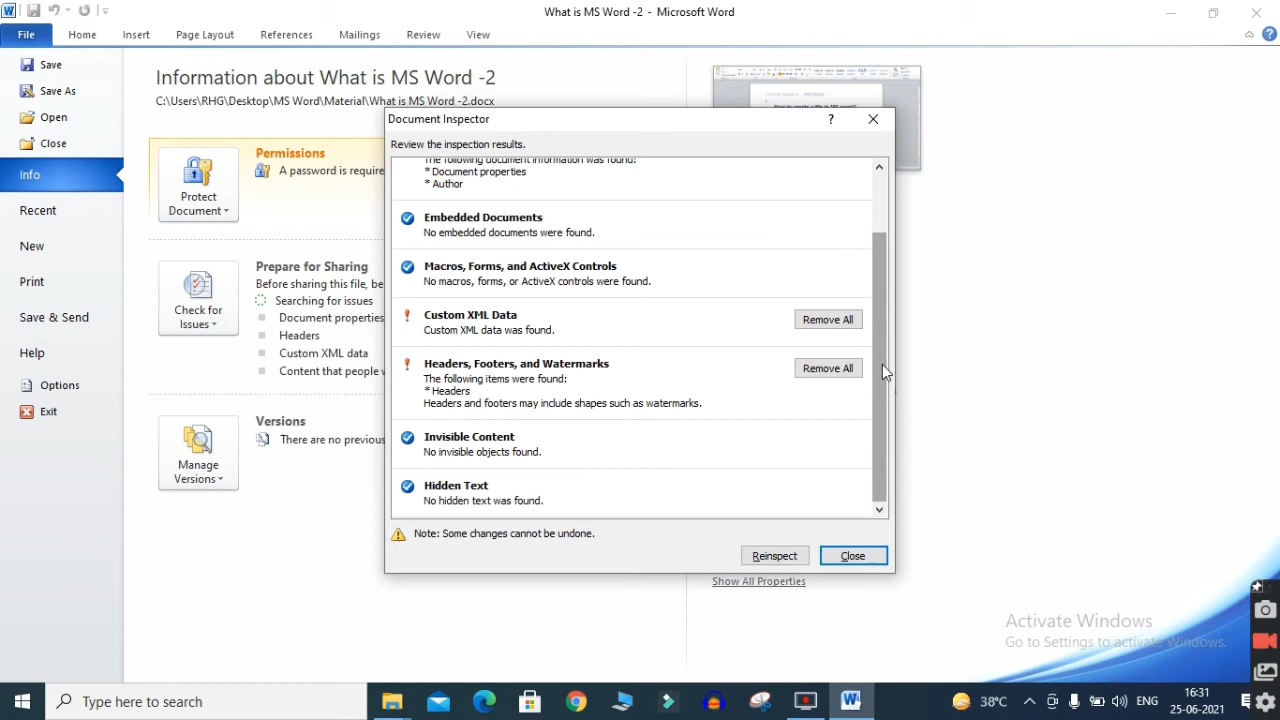 What is MS Word -2 - Microsoft Word
File Home Insert Page Layout References Mailings Review View
Save
Save As
Open
Close
Info
Recent
New
Print
Save & Send
Help
Options
Exit
Information about What is MS Word -2
C:\Users\RHG\Desktop\MS Word\Material\What is MS Word -2.docx
Protect
Document
Permissions
A password is require
Check for
Issues
Prepare for Sharing
Before sharing this file, be
Searching for issues
Document properties
Headers
Custom XML data
Content that people
Manage
Versions
Versions
There are no previous
Document Inspector
Review the inspection results.
The following document information was found:
* Document properties
* Author
Embedded Documents
No embedded documents were found.
Macros, Forms, and ActiveX Controls
No macros, forms, or ActiveX controls were found.
Custom XML Data
Custom XML data was found.
Remove All
Headers, Footers, and Watermarks
The following items were found:
* Headers
Headers and footers may include shapes such as watermarks.
Remove All
Invisible Content
No invisible objects found.
Hidden Text
No hidden text was found.
Note: Some changes cannot be undone.
Reinspect
Close
Show All Properties
Activate Windows
Go to Settings to activate Windows.
Type here to search
38°C
ENG
16:31
25-06-2021